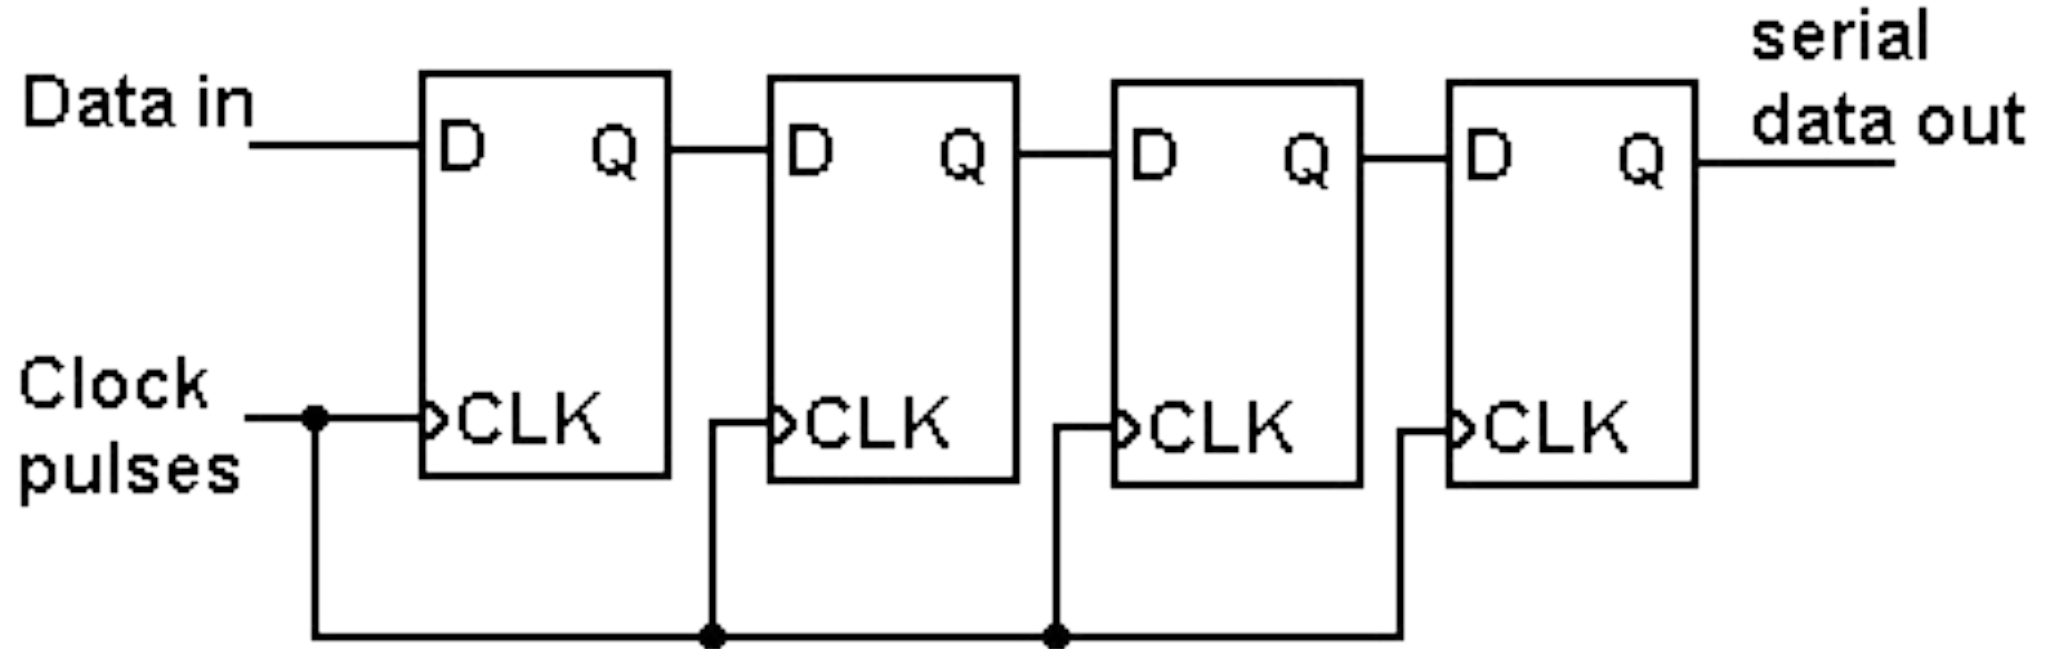 serial
Data in
data out
D Q D Q D Q D Q
Clock
CLK CLK CLK CLK
pulses